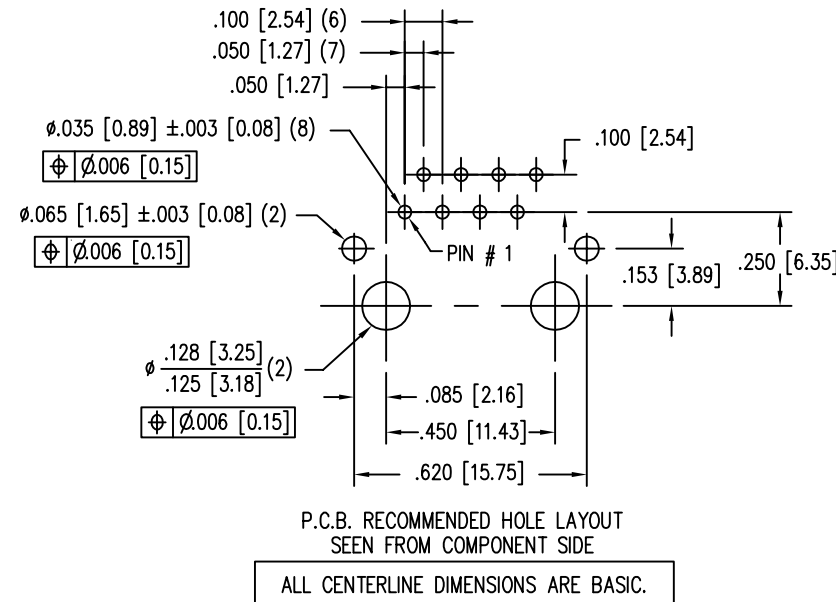 .100 [2.54] (6)
.050 [1.27] (7)
.050 [1.27]
ø.035 [0.89] ±.003 [0.08] (8)
.100 [2.54]
⌖ Ø.006 [0.15]
ø.065 [1.65] ±.003 [0.08] (2)
PIN # 1
⌖ Ø.006 [0.15]
.153 [3.89]
.250 [6.35]
ø .128 [3.25]
.125 [3.18] (2)
.085 [2.16]
⌖ Ø.006 [0.15]
.450 [11.43]
.620 [15.75]
P.C.B. RECOMMENDED HOLE LAYOUT
SEEN FROM COMPONENT SIDE
ALL CENTERLINE DIMENSIONS ARE BASIC.